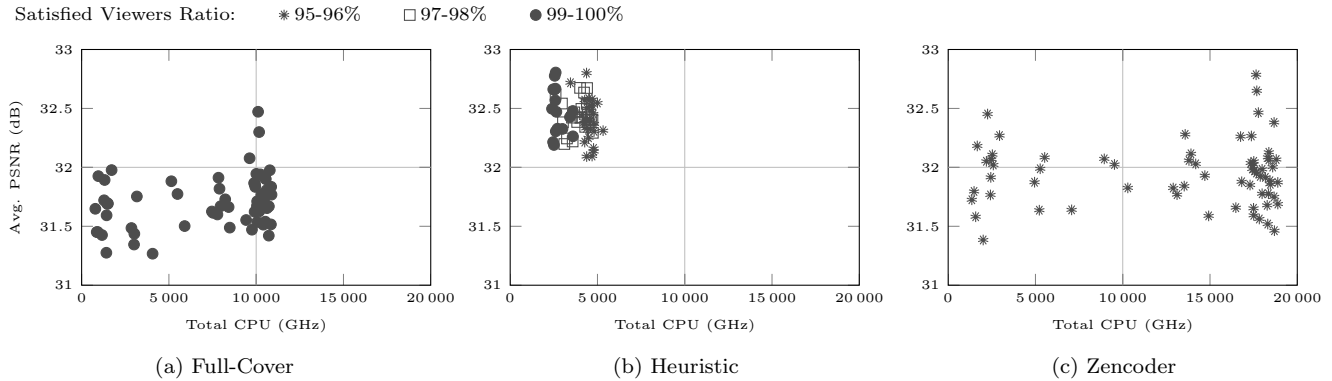 Satisfied Viewers Ratio: 95-96% 97-98% 99-100%
Avg. PSNR (dB)
33
32.5
32
31.5
31
0 5 000 10 000 15 000 20 000
Total CPU (GHz)
(a) Full-Cover
33
32.5
32
31.5
31
0 5 000 10 000 15 000 20 000
Total CPU (GHz)
(b) Heuristic
33
32.5
32
31.5
31
0 5 000 10 000 15 000 20 000
Total CPU (GHz)
(c) Zencoder